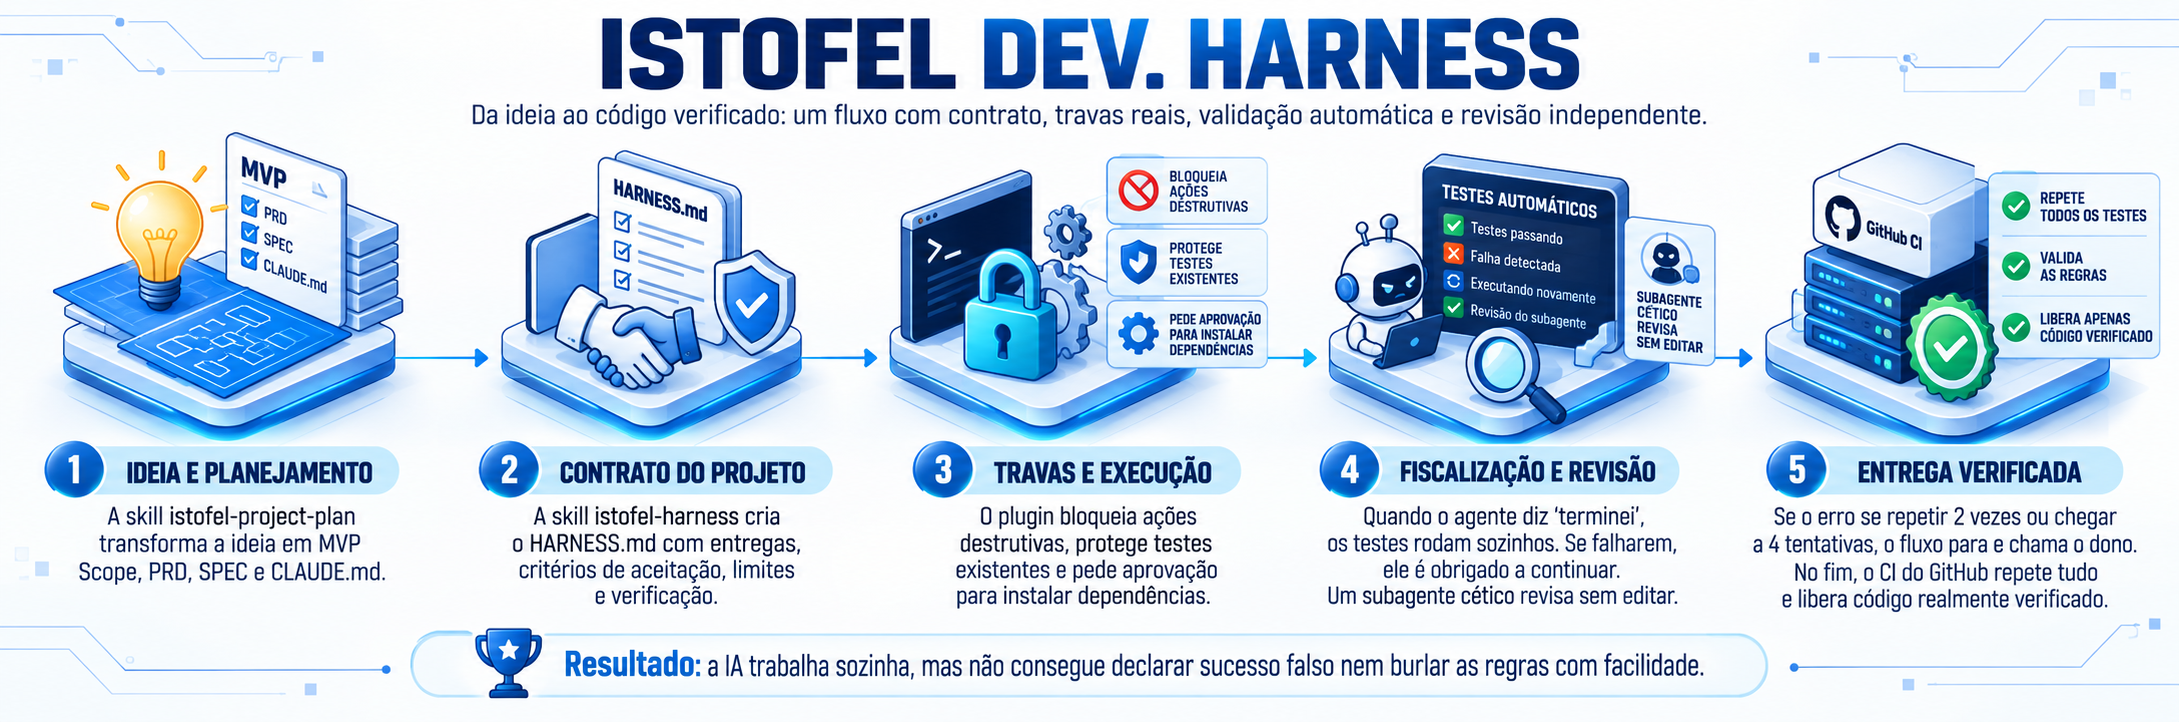 ISTOFEL DEV. HARNESS
Da ideia ao código verificado: um fluxo com contrato, travas reais, validação automática e revisão independente.
MVP
PRD
SPEC
CLAUDE.md
HARNESS.md
>_
BLOQUEIA
AÇÕES
DESTRUTIVAS
PROTEGE
TESTES
EXISTENTES
PEDE APROVAÇÃO
PARA INSTALAR
DEPENDÊNCIAS
TESTES AUTOMÁTICOS
Testes passando
Falha detectada
Executando novamente
Revisão do subagente
SUBAGENTE
CÉTICO
REVISA
SEM EDITAR
GitHub CI
REPETE
TODOS OS TESTES
VALIDA
AS REGRAS
LIBERA APENAS
CÓDIGO VERIFICADO
1 IDEIA E PLANEJAMENTO
A skill istofel-project-plan
transforma a ideia em MVP
Scope, PRD, SPEC e CLAUDE.md.
2 CONTRATO DO PROJETO
A skill istofel-harness cria
o HARNESS.md com entregas,
critérios de aceitação, limites
e verificação.
3 TRAVAS E EXECUÇÃO
O plugin bloqueia ações
destrutivas, protege testes
existentes e pede aprovação
para instalar dependências.
4 FISCALIZAÇÃO E REVISÃO
Quando o agente diz ‘terminei’,
os testes rodam sozinhos. Se falharem,
ele é obrigado a continuar.
Um subagente cético revisa sem editar.
5 ENTREGA VERIFICADA
Se o erro se repetir 2 vezes ou chegar
a 4 tentativas, o fluxo para e chama o dono.
No fim, o CI do GitHub repete tudo
e libera código realmente verificado.
Resultado: a IA trabalha sozinha, mas não consegue declarar sucesso falso nem burlar as regras com facilidade.